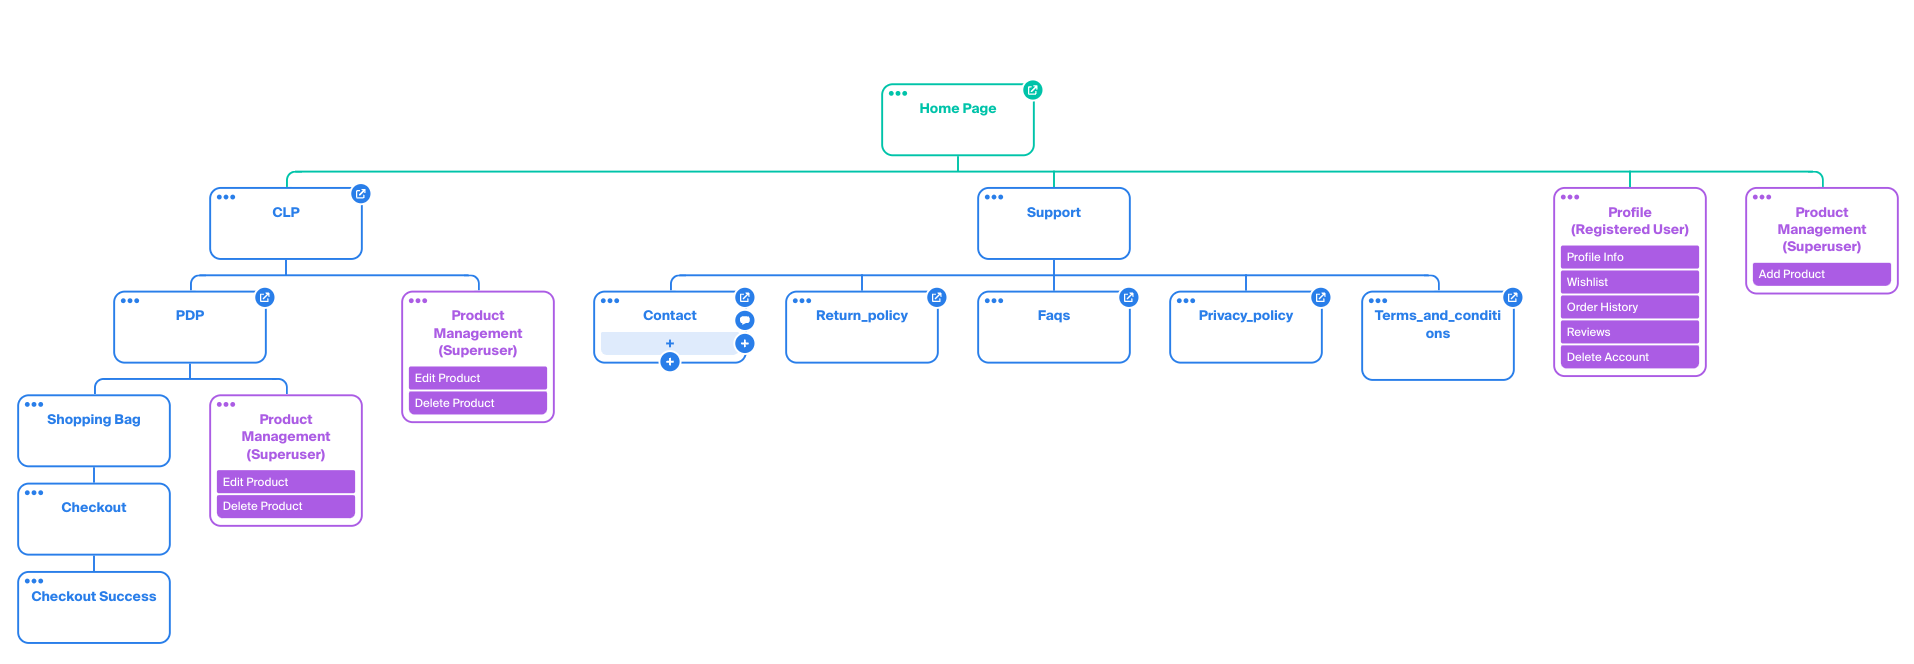 Home Page
CLP
Support
Profile
(Registered User)
Profile Info
Wishlist
Order History
Reviews
Delete Account
Product
Management
(Superuser)
Add Product
PDP
Product
Management
(Superuser)
Edit Product
Delete Product
Contact
+
Return_policy
Faqs
Privacy_policy
Terms_and_conditi
ons
Shopping Bag
Product
Management
(Superuser)
Edit Product
Delete Product
Checkout
Checkout Success